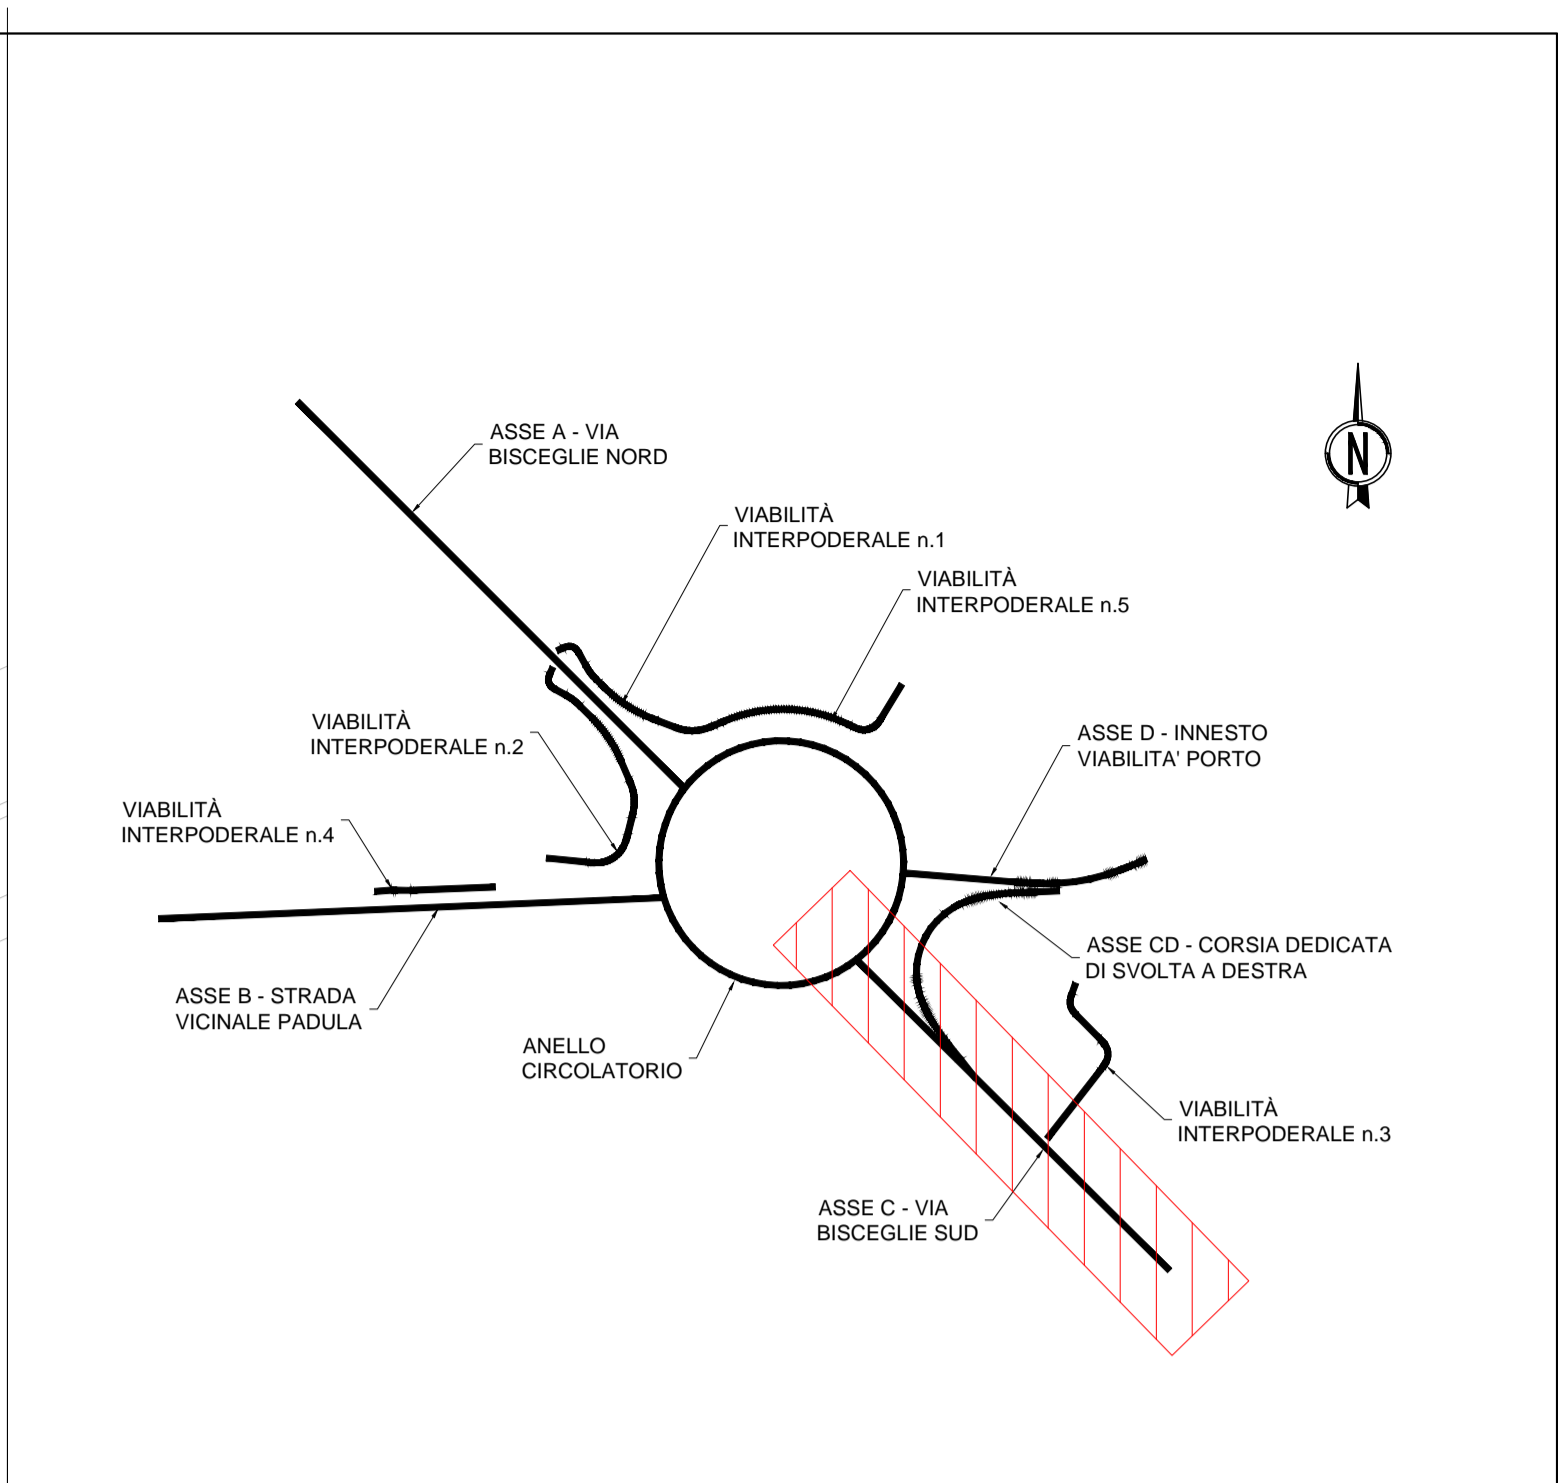 ASSE A - VIA
BISCEGLIE NORD
N
VIABILITÀ
INTERPODERALE n.1
VIABILITÀ
INTERPODERALE n.5
VIABILITÀ
INTERPODERALE n.2
ASSE D - INNESTO
VIABILITA' PORTO
VIABILITÀ
INTERPODERALE n.4
ASSE CD - CORSIA DEDICATA
DI SVOLTA A DESTRA
ASSE B - STRADA
VICINALE PADULA
ANELLO
CIRCOLATORIO
VIABILITÀ
INTERPODERALE n.3
ASSE C - VIA
BISCEGLIE SUD